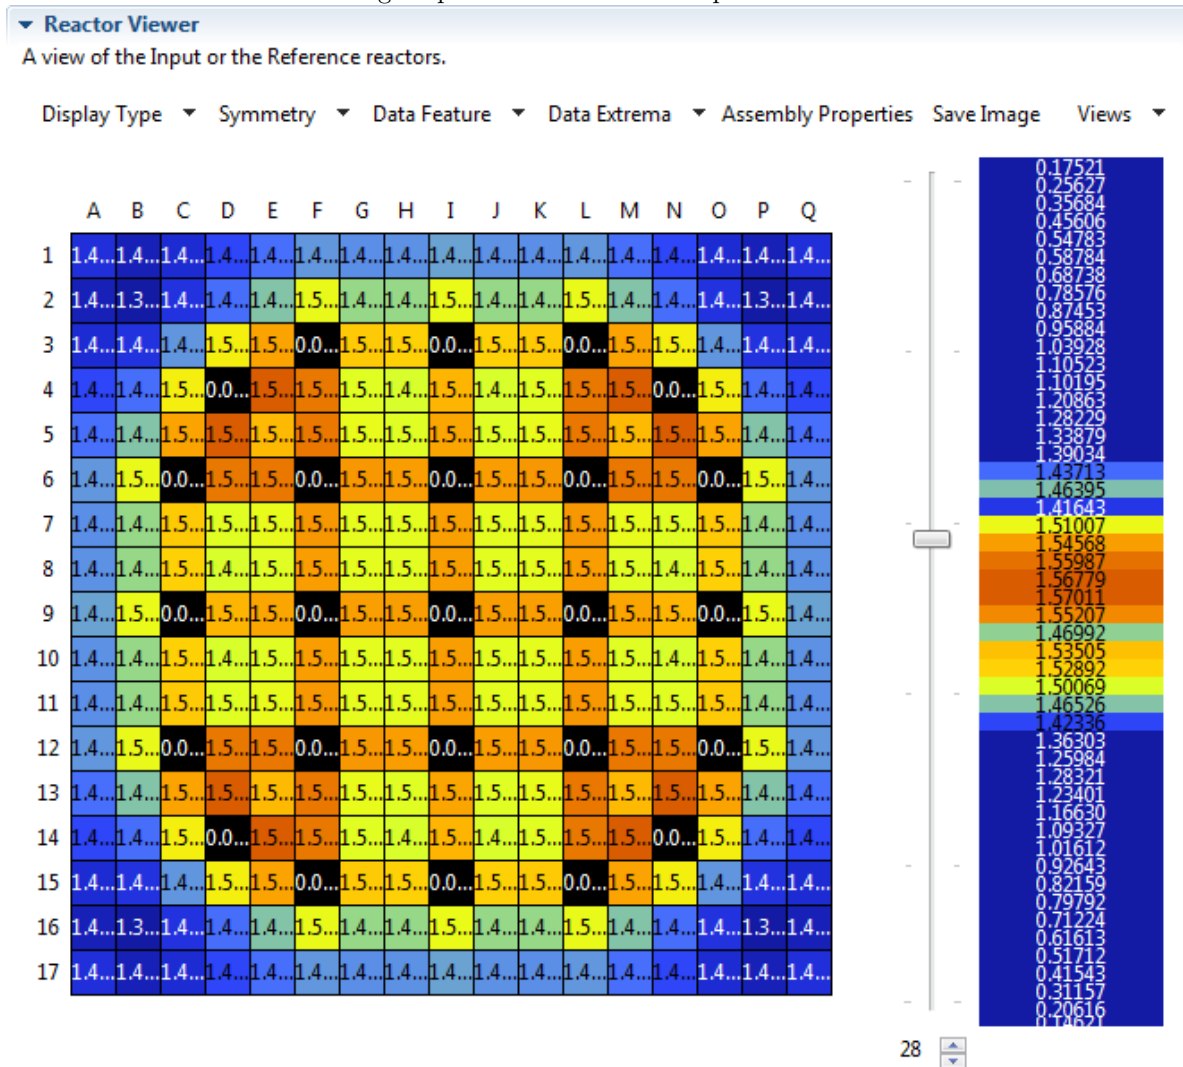 Reactor Viewer
A view of the Input or the Reference reactors.
Display Type Symmetry Data Feature Data Extrema Assembly Properties Save Image Views
A B C D E F G H I J K L M N O P Q
1 1.4... 1.4... 1.4... 1.4... 1.4... 1.4... 1.4... 1.4... 1.4... 1.4... 1.4... 1.4... 1.4... 1.4... 1.4... 1.4... 1.4...
2 1.4... 1.3... 1.4... 1.4... 1.4... 1.5... 1.4... 1.4... 1.5... 1.4... 1.4... 1.5... 1.4... 1.4... 1.4... 1.3... 1.4...
3 1.4... 1.4... 1.4... 1.5... 1.5... 0.0... 1.5... 1.5... 0.0... 1.5... 1.5... 0.0... 1.5... 1.5... 1.4... 1.4... 1.4...
4 1.4... 1.4... 1.5... 0.0... 1.5... 1.5... 1.5... 1.4... 1.5... 1.4... 1.5... 1.5... 1.5... 0.0... 1.5... 1.4... 1.4...
5 1.4... 1.4... 1.5... 1.5... 1.5... 1.5... 1.5... 1.5... 1.5... 1.5... 1.5... 1.5... 1.5... 1.5... 1.5... 1.4... 1.4...
6 1.4... 1.5... 0.0... 1.5... 1.5... 0.0... 1.5... 1.5... 0.0... 1.5... 1.5... 0.0... 1.5... 1.5... 0.0... 1.5... 1.4...
7 1.4... 1.4... 1.5... 1.5... 1.5... 1.5... 1.5... 1.5... 1.5... 1.5... 1.5... 1.5... 1.5... 1.5... 1.5... 1.4... 1.4...
8 1.4... 1.4... 1.5... 1.4... 1.5... 1.5... 1.5... 1.5... 1.5... 1.5... 1.5... 1.5... 1.5... 1.4... 1.5... 1.4... 1.4...
9 1.4... 1.5... 0.0... 1.5... 1.5... 0.0... 1.5... 1.5... 0.0... 1.5... 1.5... 0.0... 1.5... 1.5... 0.0... 1.5... 1.4...
10 1.4... 1.4... 1.5... 1.4... 1.5... 1.5... 1.5... 1.5... 1.5... 1.5... 1.5... 1.5... 1.5... 1.4... 1.5... 1.4... 1.4...
11 1.4... 1.4... 1.5... 1.5... 1.5... 1.5... 1.5... 1.5... 1.5... 1.5... 1.5... 1.5... 1.5... 1.5... 1.5... 1.4... 1.4...
12 1.4... 1.5... 0.0... 1.5... 1.5... 0.0... 1.5... 1.5... 0.0... 1.5... 1.5... 0.0... 1.5... 1.5... 0.0... 1.5... 1.4...
13 1.4... 1.4... 1.5... 1.5... 1.5... 1.5... 1.5... 1.5... 1.5... 1.5... 1.5... 1.5... 1.5... 1.5... 1.5... 1.4... 1.4...
14 1.4... 1.4... 1.5... 0.0... 1.5... 1.5... 1.5... 1.4... 1.5... 1.4... 1.5... 1.5... 1.5... 0.0... 1.5... 1.4... 1.4...
15 1.4... 1.4... 1.4... 1.5... 1.5... 0.0... 1.5... 1.5... 0.0... 1.5... 1.5... 0.0... 1.5... 1.5... 1.4... 1.4... 1.4...
16 1.4... 1.3... 1.4... 1.4... 1.4... 1.5... 1.4... 1.4... 1.5... 1.4... 1.4... 1.5... 1.4... 1.4... 1.4... 1.3... 1.4...
17 1.4... 1.4... 1.4... 1.4... 1.4... 1.4... 1.4... 1.4... 1.4... 1.4... 1.4... 1.4... 1.4... 1.4... 1.4... 1.4... 1.4...
0.17521
0.25627
0.35684
0.45606
0.54783
0.58784
0.68738
0.78576
0.87453
0.95884
1.03928
1.10523
1.10195
1.20863
1.28229
1.33879
1.39034
1.43713
1.46395
1.41643
1.51007
1.54568
1.55987
1.56779
1.57011
1.55207
1.46992
1.53505
1.52892
1.50069
1.46526
1.42336
1.36303
1.25984
1.28321
1.23401
1.16630
1.09327
1.01612
0.92643
0.82159
0.79792
0.71224
0.61613
0.51712
0.41543
0.31157
0.20616
0.14621
28